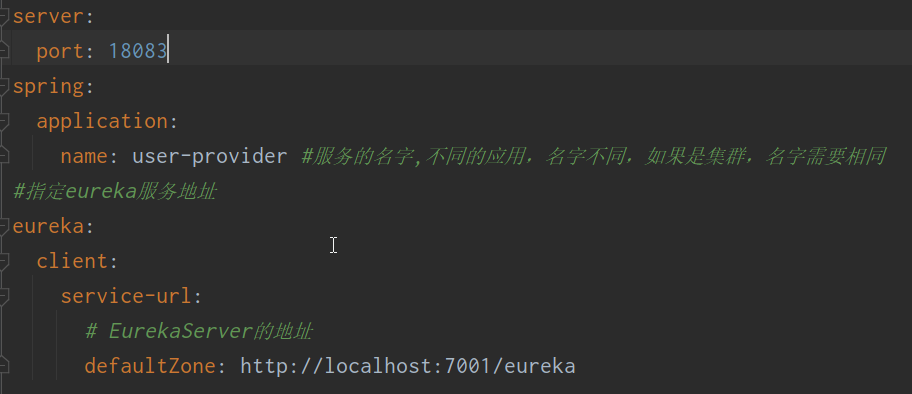 server:
  port: 18083
spring:
  application:
    name: user-provider #服务的名字,不同的应用，名字不同，如果是集群，名字需要相同
#指定eureka服务地址
eureka:
  client:
    service-url:
      # EurekaServer的地址
      defaultZone: http://localhost:7001/eureka